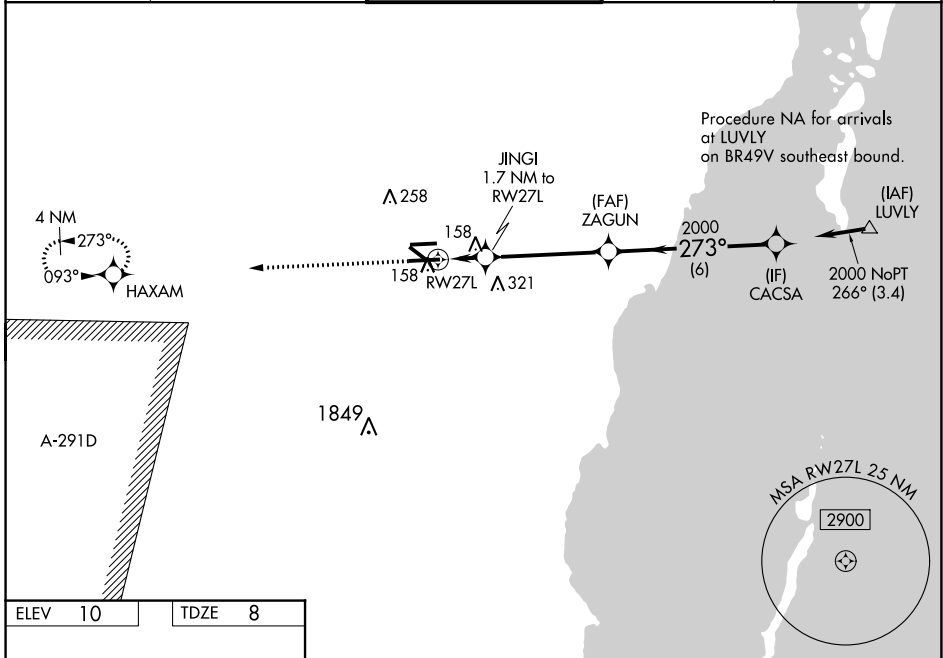 Procedure NA for arrivals
at LUVLY
on BR49V southeast bound.
JINGI
1.7 NM to
RW27L
(IAF)
LUVLY
258
(FAF)
ZAGUN
4 NM
273°
093°
HAXAM
158
158
RW27L
321
2000
273°
(6)
(IF)
CACSA
2000 NoPT
266° (3.4)
1849
A-291D
MSA RW27L 25 NM
2900
ELEV 10
TDZE 8